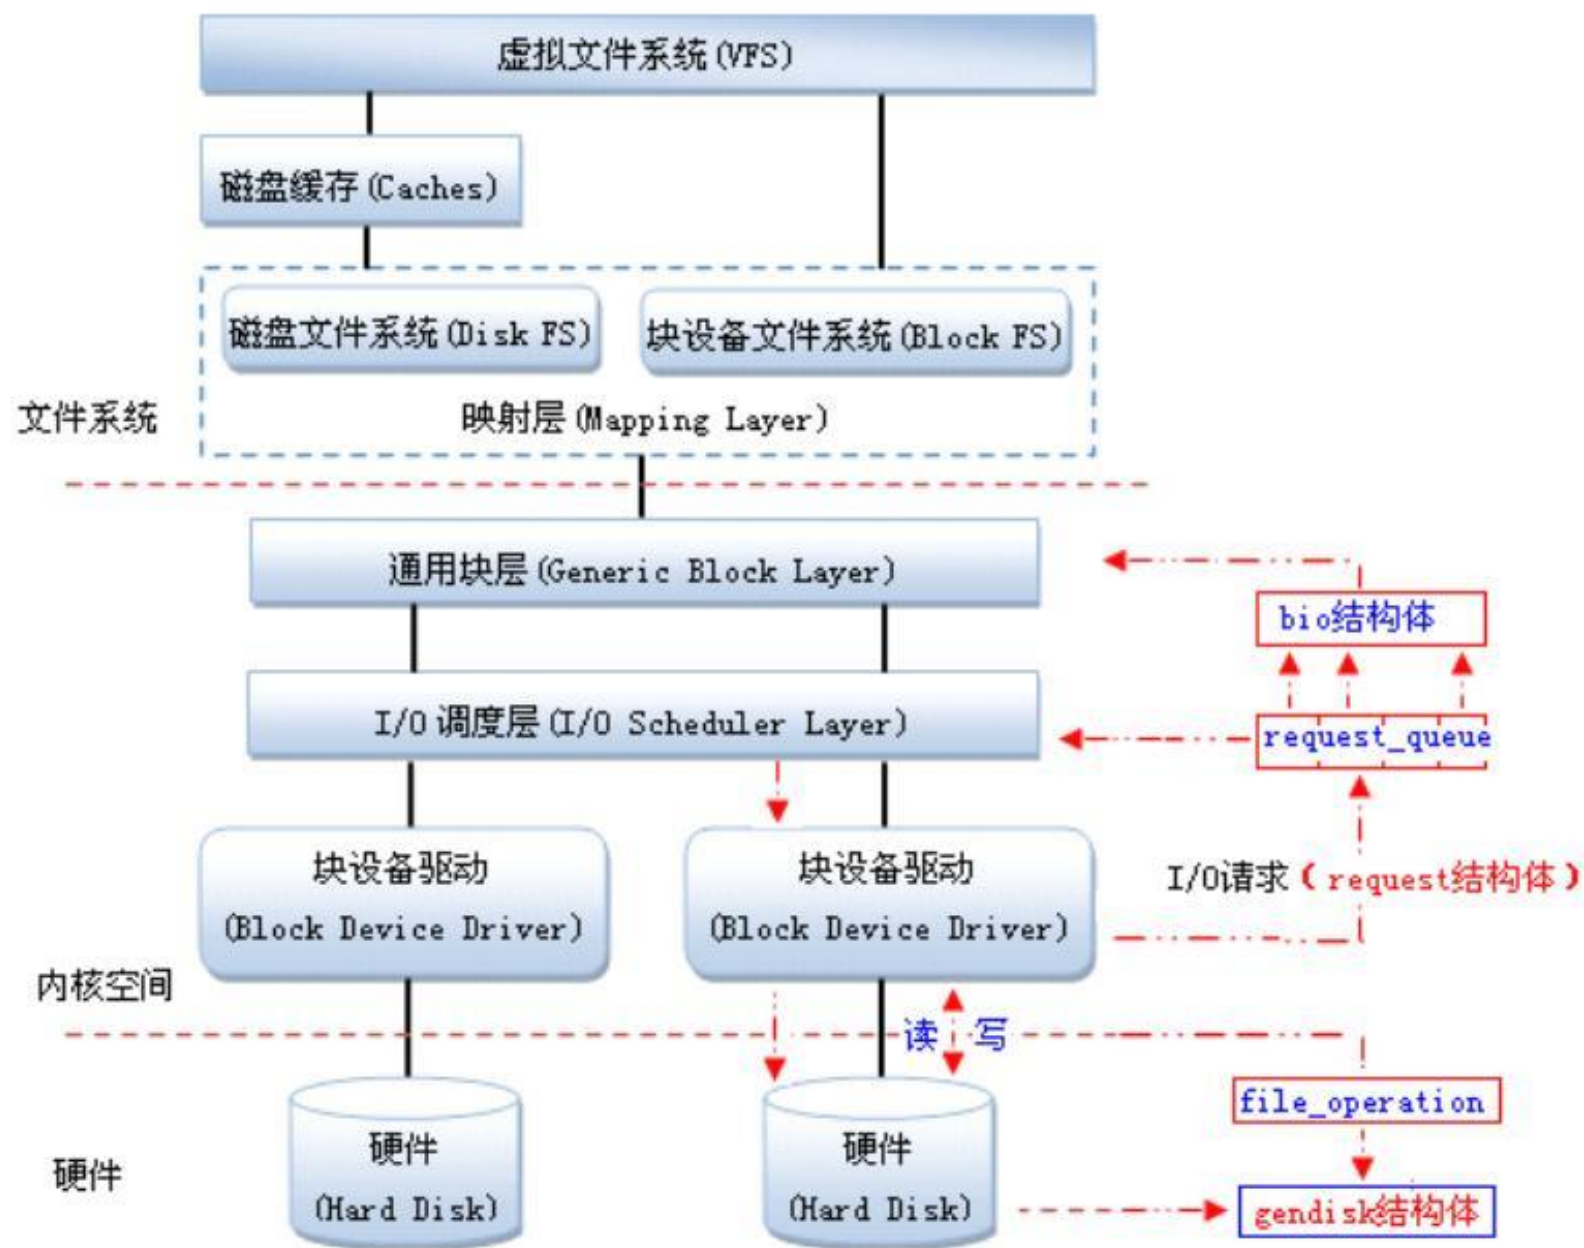 虚拟文件系统(VFS)
磁盘缓存(Caches)
磁盘文件系统(Disk FS)
块设备文件系统(Block FS)
文件系统
映射层(Mapping Layer)
通用块层(Generic Block Layer)
bio结构体
I/O 调度层(I/O Scheduler Layer)
request_queue
块设备驱动
(Block Device Driver)
块设备驱动
(Block Device Driver)
I/O请求(request结构体)
内核空间
读 写
file_operation
硬件
硬件
(Hard Disk)
硬件
(Hard Disk)
gendisk结构体